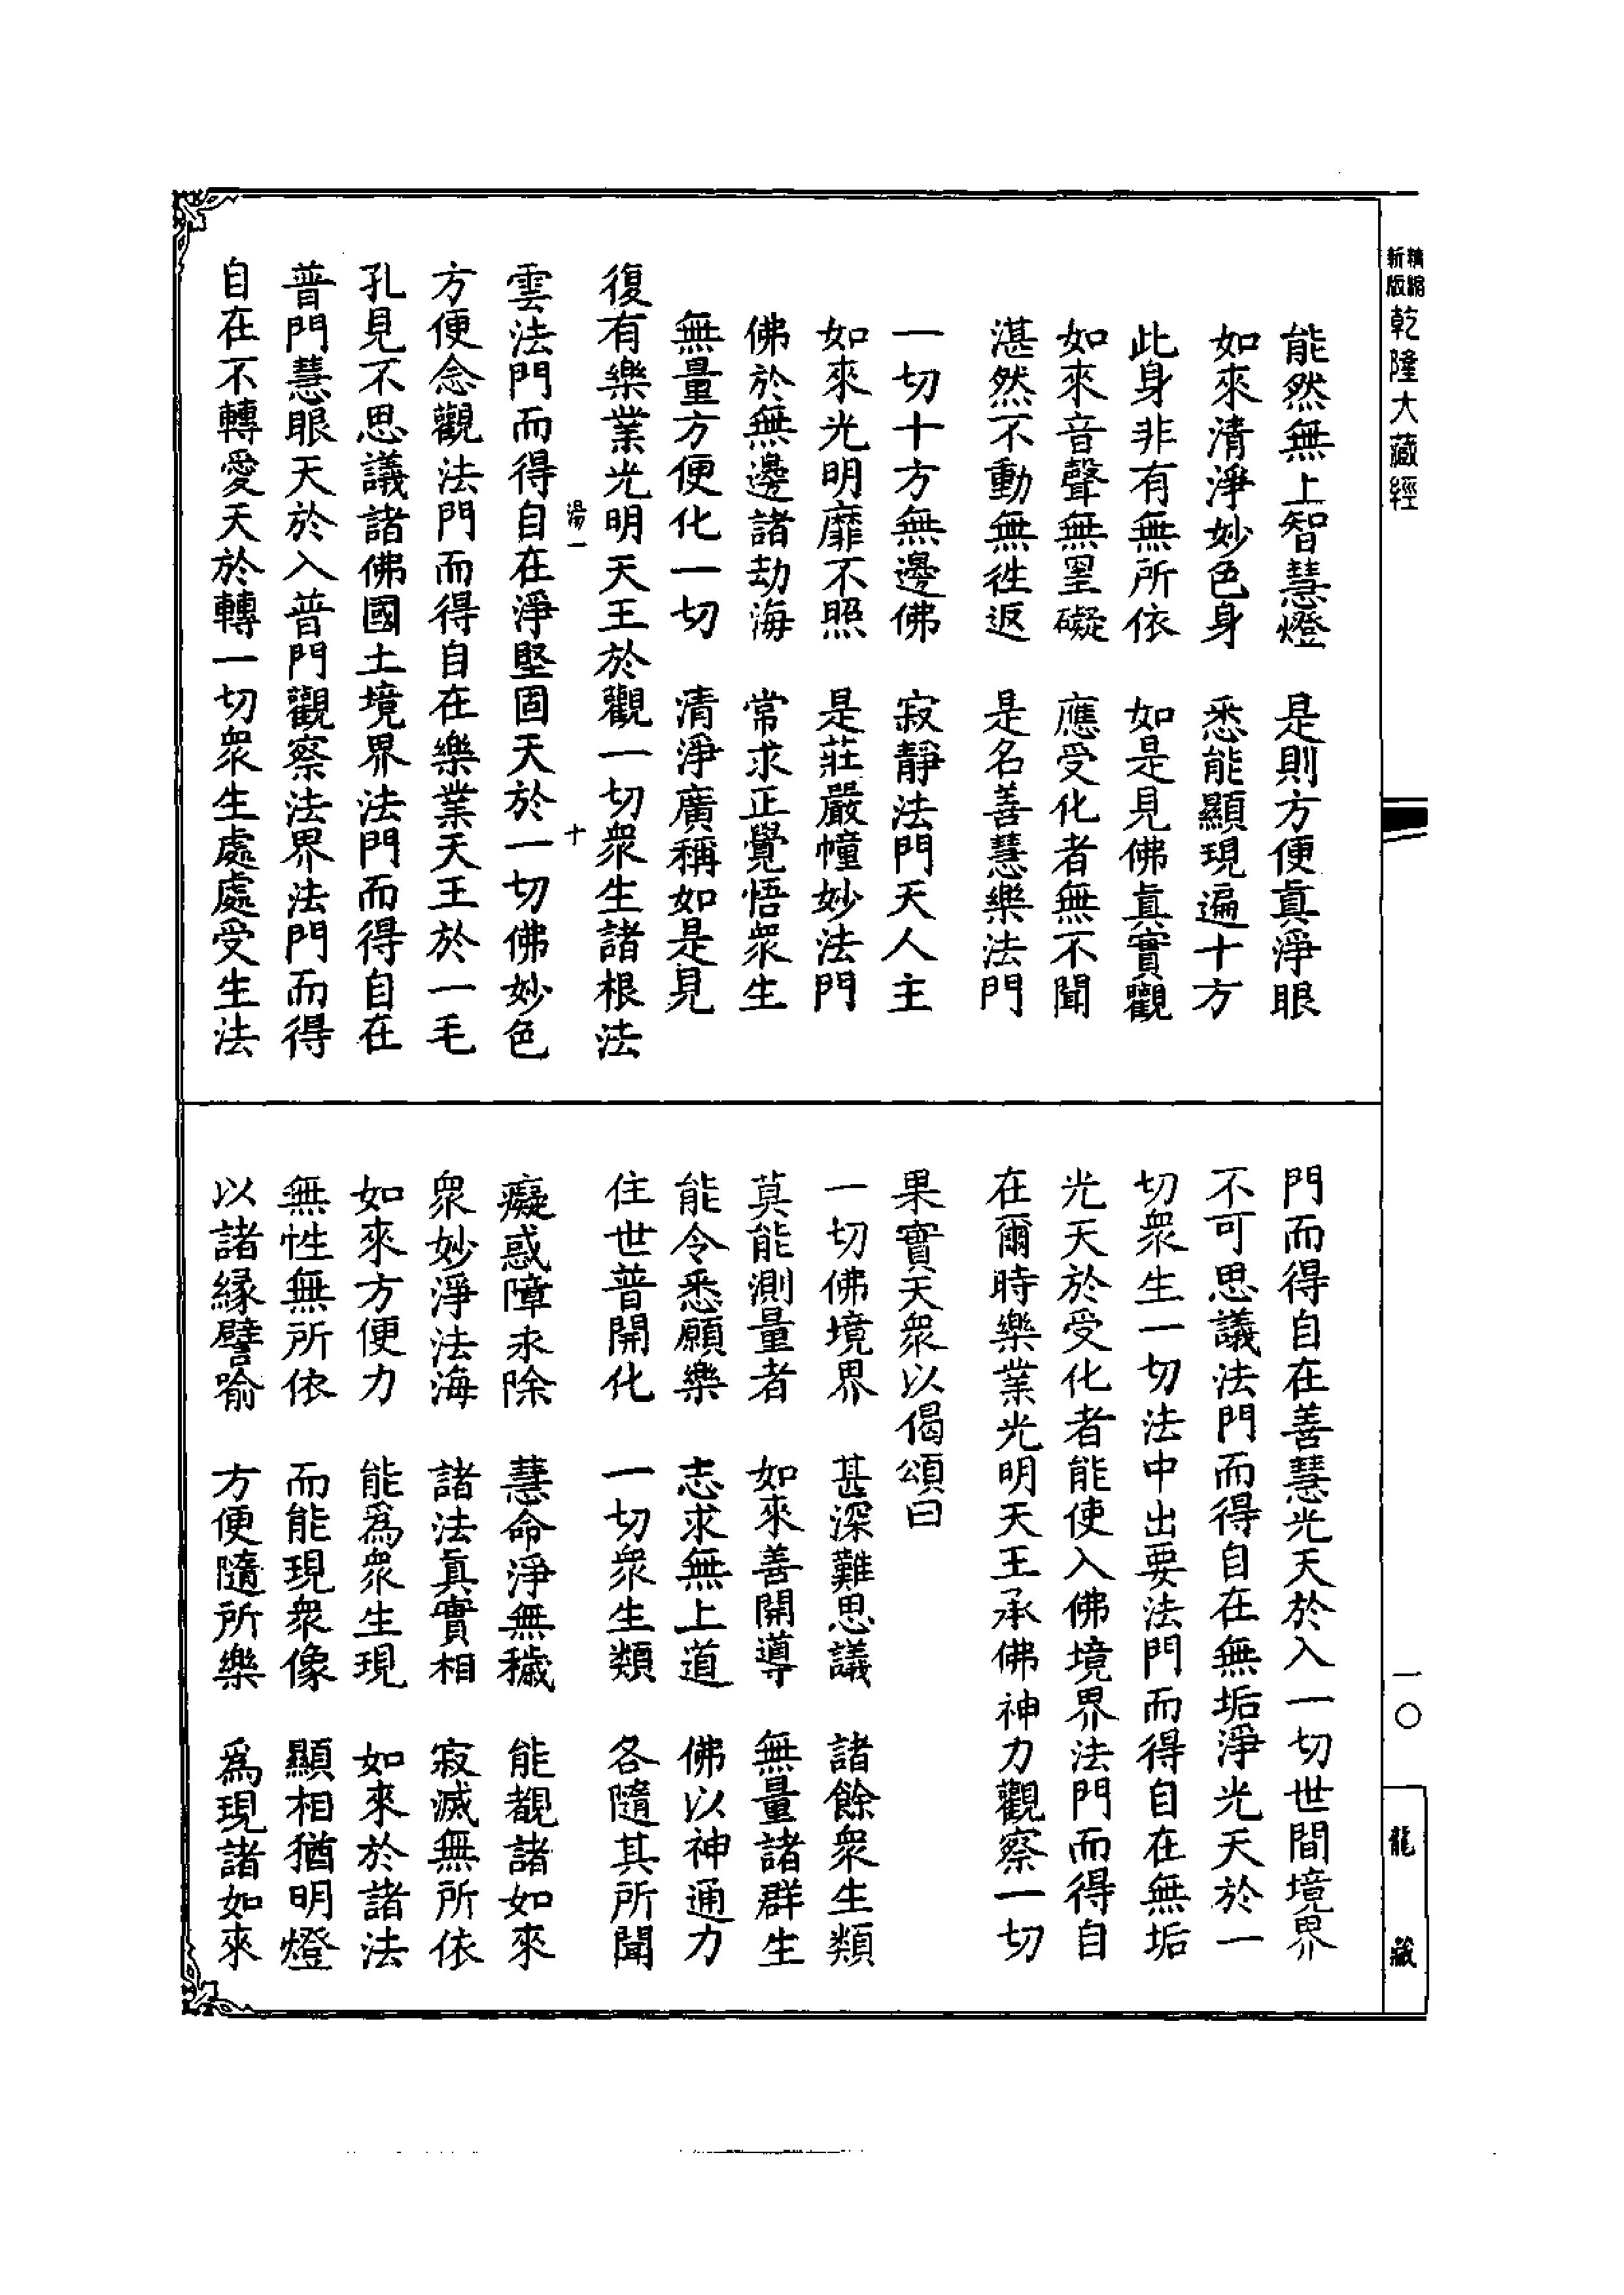 精縮
新版
乾隆大藏經
能然無上智慧燈　是則方便真淨眼
如來清淨妙色身　悉能顯現遍十方
此身非有無所依　如是見佛真實觀
如來音聲無罣礙　應受化者無不聞
湛然不動無徃返　是名善慧樂法門
一切十方無邊佛　寂靜法門天人主
如來光明靡不照　是莊嚴幢妙法門
佛於無邊諸劫海　常求正覺悟眾生
無量方便化一切　清淨廣稱如是見
復有樂業光明天王於觀一切眾生諸根法
湯一　十
雲法門而得自在淨堅固天於一切佛妙色
方便念觀法門而得自在樂業天王於一毛
孔見不思議諸佛國土境界法門而得自在
普門慧眼天於入普門觀察法界法門而得
自在不轉愛天於轉一切眾生處處受生法
門而得自在善慧光天於入一切世間境界
不可思議法門而得自在無垢淨光天於一
切眾生一切法中出要法門而得自在無垢
光天於受化者能使入佛境界法門而得自
在爾時樂業光明天王承佛神力觀察一切
果實天眾以偈頌曰
一切佛境界　甚深難思議　諸餘眾生類
莫能測量者　如來善開導　無量諸群生
能令悉願樂　志求無上道　佛以神通力
住世普開化　一切眾生類　各隨其所聞
癡惑障永除　慧命淨無穢　能覩諸如來
眾妙淨法海　諸法真實相　寂滅無所依
如來方便力　能為眾生現　如來於諸法
無性無所依　而能現眾像　顯相猶明燈
以諸緣譬喻　方便隨所樂　為現諸如來
一〇
龍藏